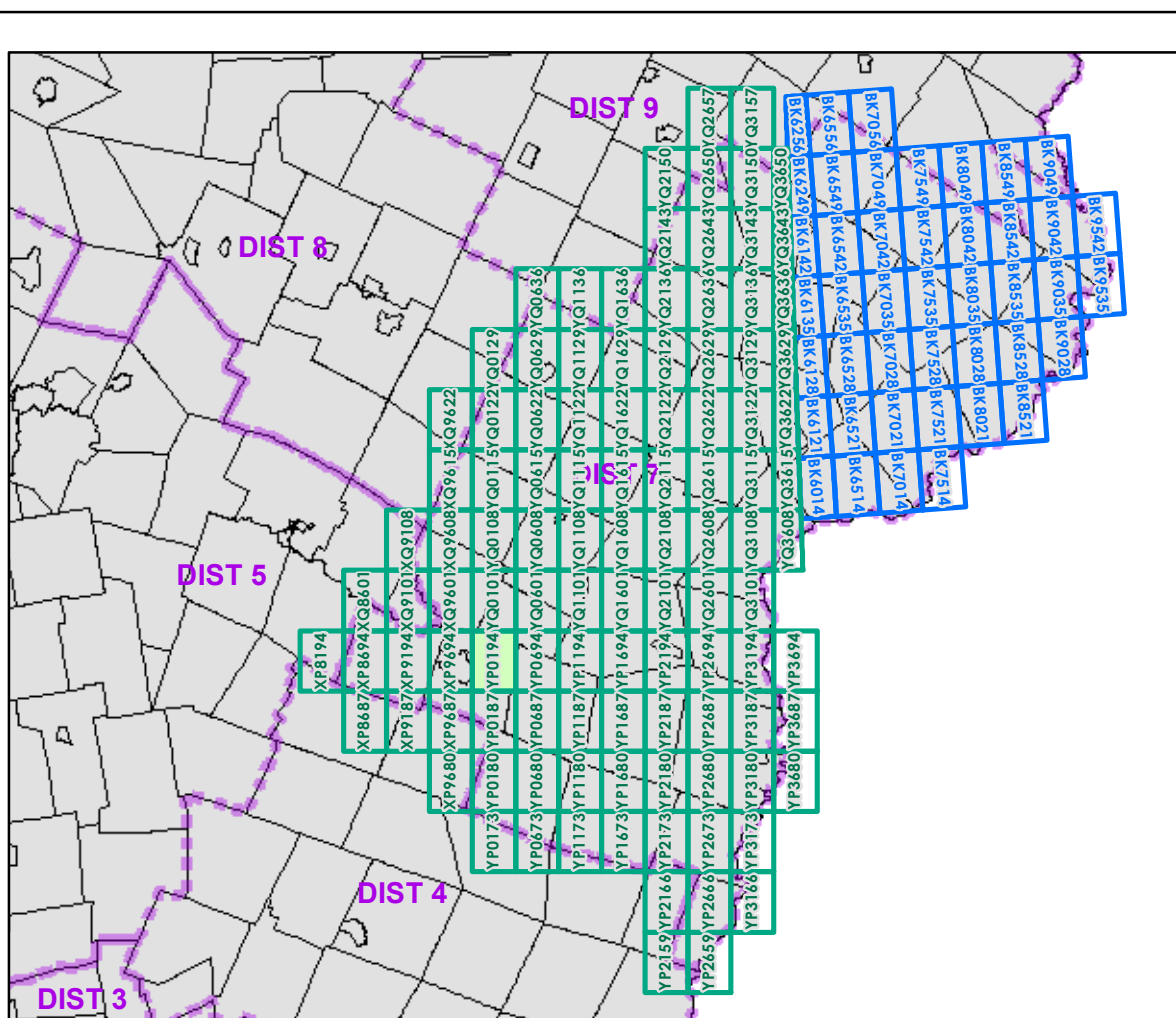 DIST 9
DIST 8
DIST 7
DIST 5
DIST 4
DIST 3
YQ2657 YQ3157
YQ2150 YQ2650 YQ3150 YQ3650
YQ2143 YQ2643 YQ3143 YQ3643
YQ0636 YQ1136 YQ1636 YQ2136 YQ2636 YQ3136 YQ3636
YQ0129 YQ0629 YQ1129 YQ1629 YQ2129 YQ2629 YQ3129 YQ3629
XQ9622 YQ0122 YQ0622 YQ1122 YQ1622 YQ2122 YQ2622 YQ3122 YQ3622
XQ9615 YQ0115 YQ0615 YQ1115 YQ1615 YQ2115 YQ2615 YQ3115 YQ3615
XQ9108 XQ9608 YQ0108 YQ0608 YQ1108 YQ1608 YQ2108 YQ2608 YQ3108 YQ3608
XQ8601 XQ9101 XQ9601 YQ0101 YQ0601 YQ1101 YQ1601 YQ2101 YQ2601 YQ3101
XP8194 XP8694 XP9194 XP9694 YP0194 YP0694 YP1194 YP1694 YP2194 YP2694 YP3194 YP3694
XP8687 XP9187 XP9687 YP0187 YP0687 YP1187 YP1687 YP2187 YP2687 YP3187 YP3687
XP9680 YP0180 YP0680 YP1180 YP1680 YP2180 YP2680 YP3180 YP3680
YP0173 YP0673 YP1173 YP1673 YP2173 YP2673 YP3173
YP2166 YP2666 YP3166
YP2159 YP2659
BK6256 BK6556 BK7056
BK6249 BK6549 BK7049 BK7549 BK8049 BK8549 BK9049
BK6142 BK6542 BK7042 BK7542 BK8042 BK8542 BK9042 BK9542
BK6135 BK6535 BK7035 BK7535 BK8035 BK8535 BK9035 BK9535
BK6128 BK6528 BK7028 BK7528 BK8028 BK8528 BK9028
BK6121 BK6521 BK7021 BK7521 BK8021 BK8521
BK6014 BK6514 BK7014 BK7514